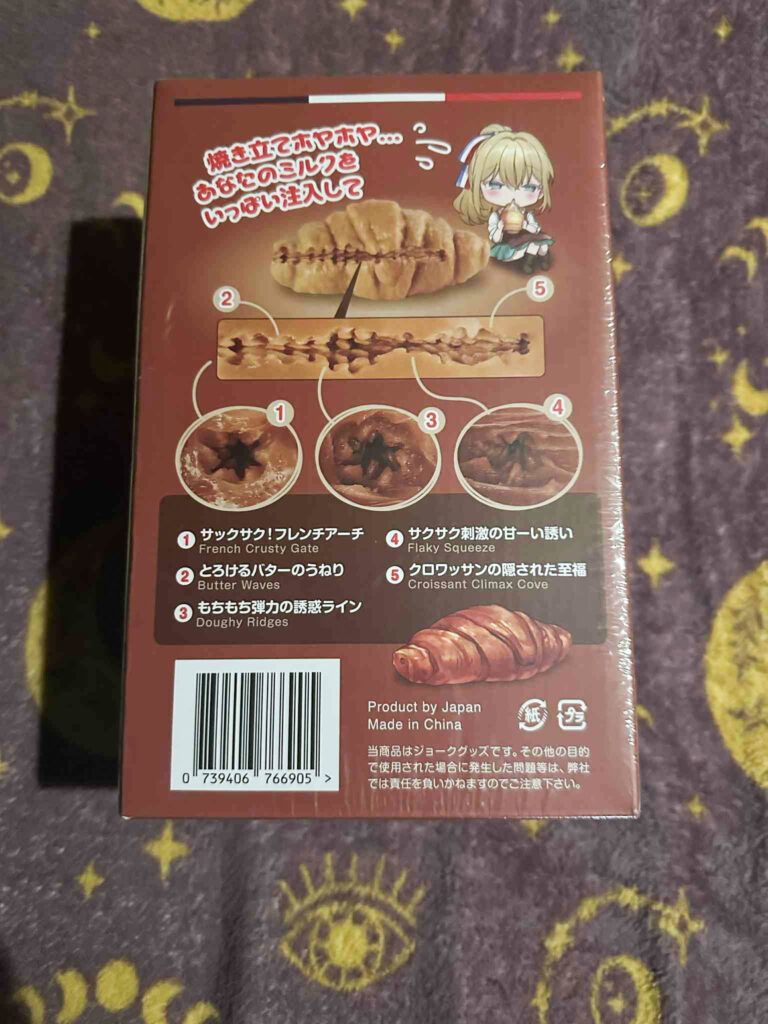 焼き立てホヤホヤ...
あなたのミルクを
いっぱい注入して
2
5
1
3
4
1 サックサク!フレンチアーチ
French Crusty Gate
2 とろけるバターのうねり
Butter Waves
3 もちもち弾力の誘惑ライン
Doughy Ridges
4 サクサク刺激の甘ーい誘い
Flaky Squeeze
5 クロワッサンの隠された至福
Croissant Climax Cove
Product by Japan
Made in China
紙
プラ
当商品はジョークグッズです。その他の目的
で使用された場合に発生した問題等は、弊社
では責任を負いかねますのでご注意下さい。
0 739406 766905 >